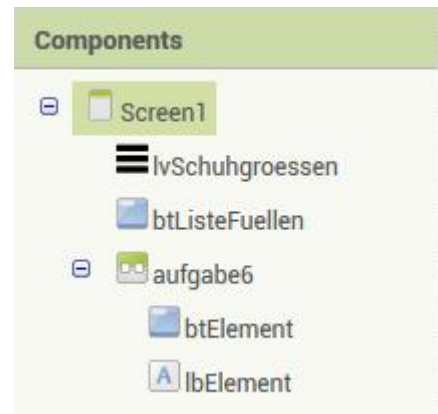 Components
Screen1
lvSchuhgroessen
btListeFuellen
aufgabe6
btElement
A lbElement